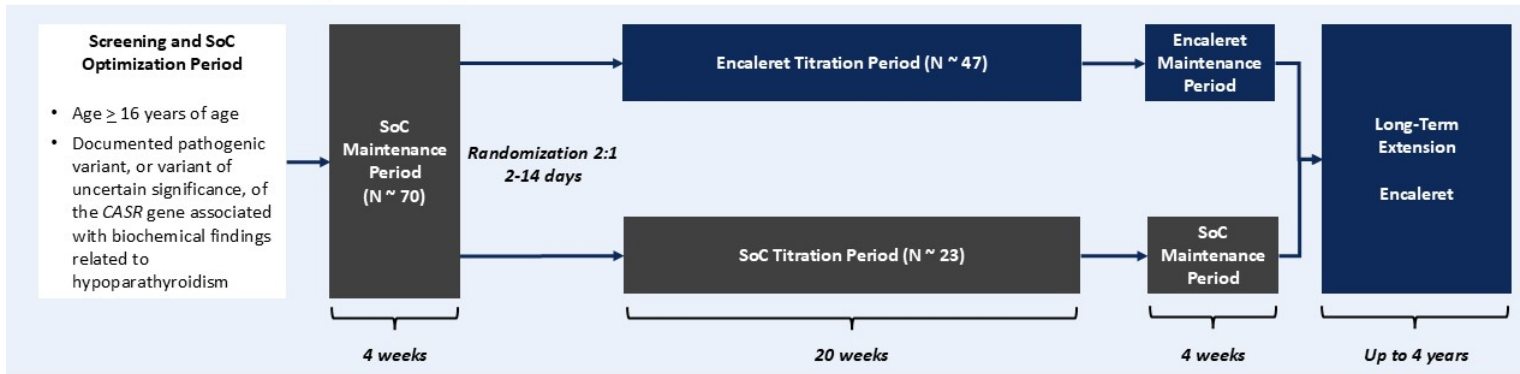 Screening and SoC
Optimization Period
• Age ≥ 16 years of age
• Documented pathogenic
variant, or variant of
uncertain significance, of
the CASR gene associated
with biochemical findings
related to
hypoparathyroidism
SoC
Maintenance
Period
(N ~ 70)
Randomization 2:1
2-14 days
Encaleret Titration Period (N ~ 47)
SoC Titration Period (N ~ 23)
Encaleret
Maintenance
Period
SoC
Maintenance
Period
Long-Term
Extension
Encaleret
4 weeks
20 weeks
4 weeks
Up to 4 years